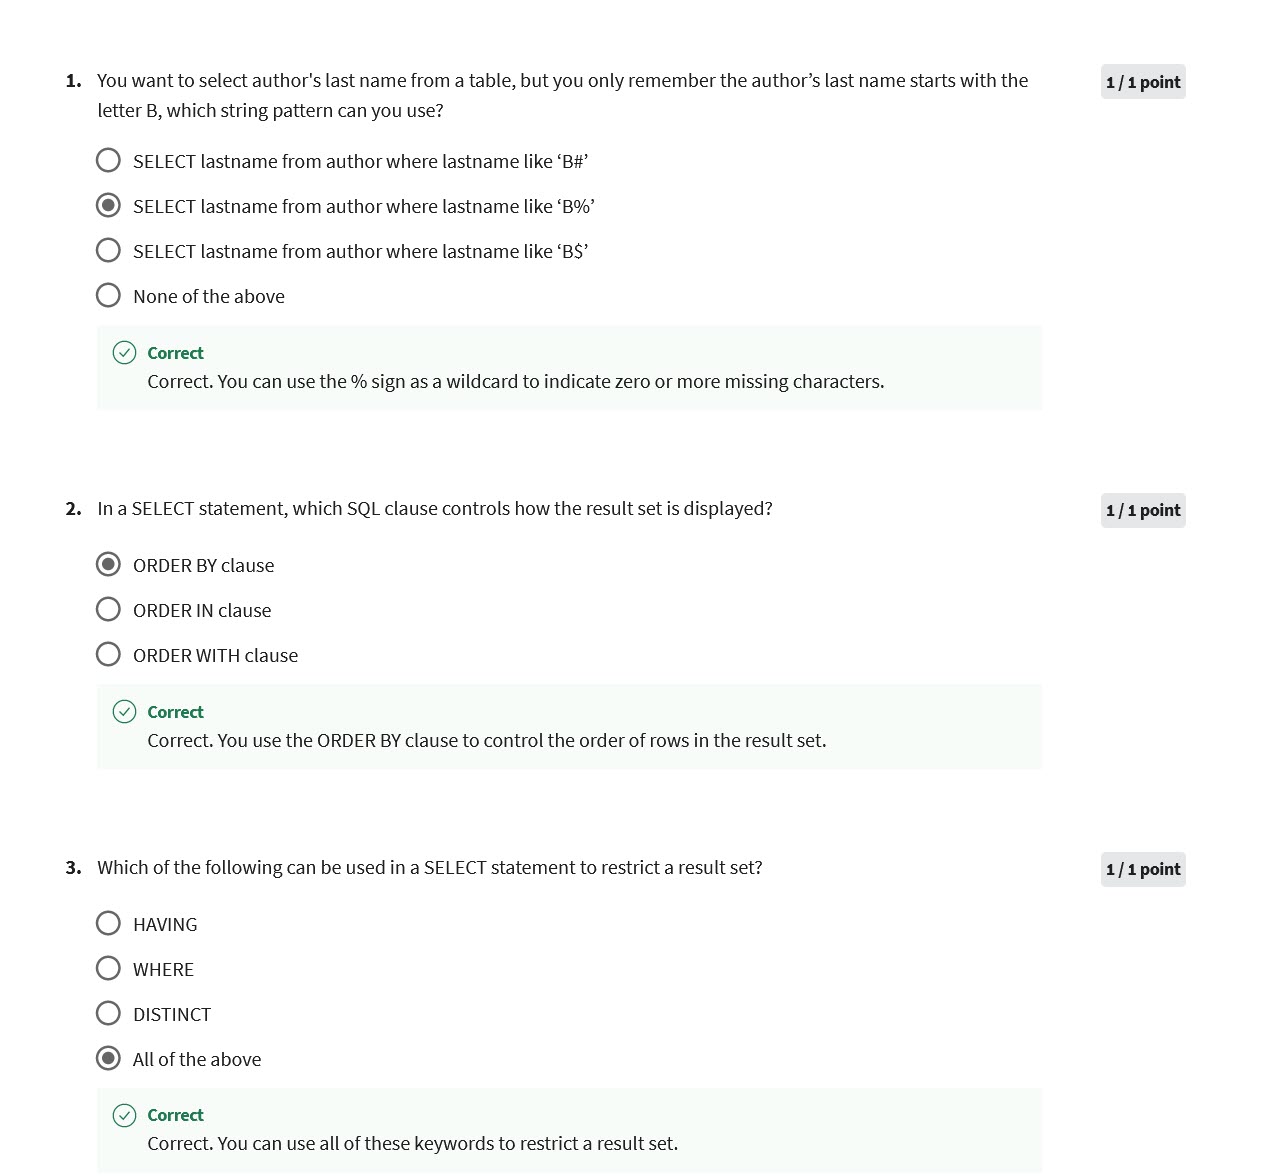 1. You want to select author's last name from a table, but you only remember the author’s last name starts with the
letter B, which string pattern can you use?
1 / 1 point
SELECT lastname from author where lastname like ‘B#’
SELECT lastname from author where lastname like ‘B%’
SELECT lastname from author where lastname like ‘B$’
None of the above
Correct
Correct. You can use the % sign as a wildcard to indicate zero or more missing characters.
2. In a SELECT statement, which SQL clause controls how the result set is displayed?
1 / 1 point
ORDER BY clause
ORDER IN clause
ORDER WITH clause
Correct
Correct. You use the ORDER BY clause to control the order of rows in the result set.
3. Which of the following can be used in a SELECT statement to restrict a result set?
1 / 1 point
HAVING
WHERE
DISTINCT
All of the above
Correct
Correct. You can use all of these keywords to restrict a result set.